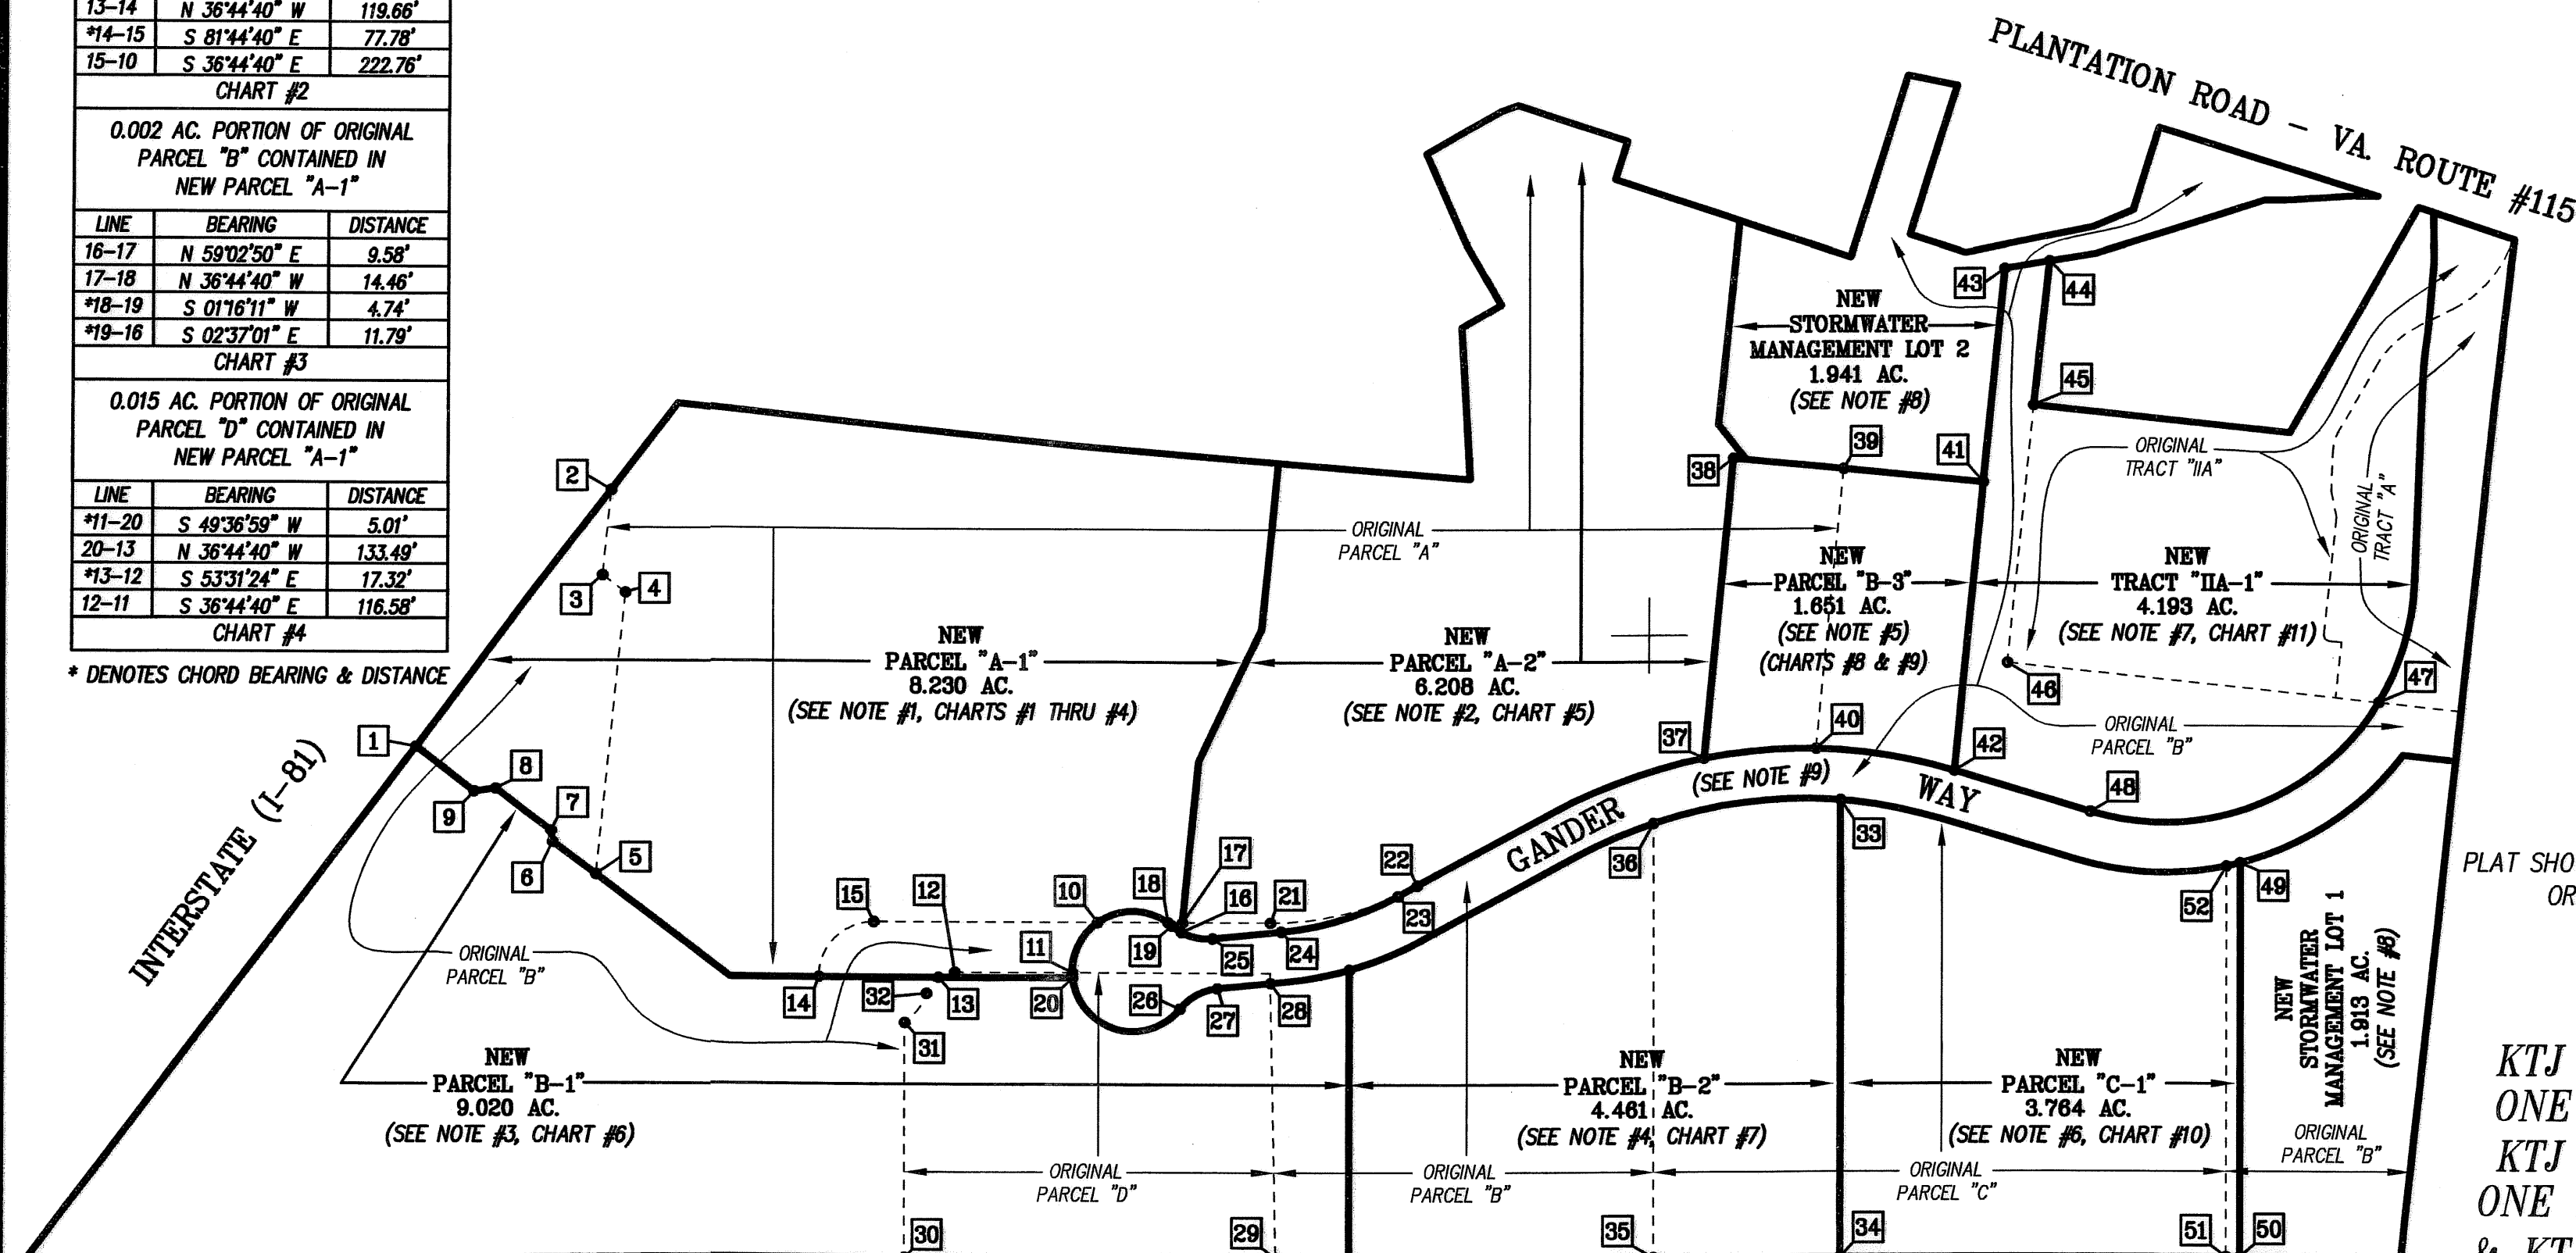 13-14 N 36°44'40" W 119.66'
*14-15 S 81°44'40" E 77.78'
15-10 S 36°44'40" E 222.76'
CHART #2
0.002 AC. PORTION OF ORIGINAL
PARCEL "B" CONTAINED IN
NEW PARCEL "A-1"
LINE BEARING DISTANCE
16-17 N 59°02'50" E 9.58'
17-18 N 36°44'40" W 14.46'
*18-19 S 01°16'11" W 4.74'
*19-16 S 02°37'01" E 11.79'
CHART #3
0.015 AC. PORTION OF ORIGINAL
PARCEL "D" CONTAINED IN
NEW PARCEL "A-1"
LINE BEARING DISTANCE
*11-20 S 49°36'59" W 5.01'
20-13 N 36°44'40" W 133.49'
*13-12 S 53°31'24" E 17.32'
12-11 S 36°44'40" E 116.58'
CHART #4
* DENOTES CHORD BEARING & DISTANCE
PLANTATION ROAD - VA. ROUTE #115
NEW
STORMWATER
MANAGEMENT LOT 2
1.941 AC.
(SEE NOTE #8)
43
44
45
2
38
39
41
ORIGINAL
TRACT "IIA"
ORIGINAL
TRACT "A"
ORIGINAL
PARCEL "A"
3
4
NEW
PARCEL "A-1"
8.230 AC.
(SEE NOTE #1, CHARTS #1 THRU #4)
NEW
PARCEL "A-2"
6.208 AC.
(SEE NOTE #2, CHART #5)
NEW
PARCEL "B-3"
1.651 AC.
(SEE NOTE #5)
(CHARTS #8 & #9)
NEW
TRACT "IIA-1"
4.193 AC.
(SEE NOTE #7, CHART #11)
46
47
1
INTERSTATE (I-81)
8
9
7
6
5
37
40
42
48
ORIGINAL
PARCEL "B"
(SEE NOTE #9)
GANDER WAY
15
12
10
18
17
16
21
22
23
36
33
52
49
11
19
25
24
14
32
13
20
26
27
28
31
ORIGINAL
PARCEL "B"
NEW
STORMWATER
MANAGEMENT LOT 1
1.913 AC.
(SEE NOTE #8)
PLAT SHO
OR
NEW
PARCEL "B-1"
9.020 AC.
(SEE NOTE #3, CHART #6)
NEW
PARCEL "B-2"
4.461 AC.
(SEE NOTE #4, CHART #7)
NEW
PARCEL "C-1"
3.764 AC.
(SEE NOTE #6, CHART #10)
ORIGINAL
PARCEL "D"
ORIGINAL
PARCEL "B"
ORIGINAL
PARCEL "C"
ORIGINAL
PARCEL "B"
30
29
35
34
51
50
KTJ
ONE
KTJ
ONE
& KT